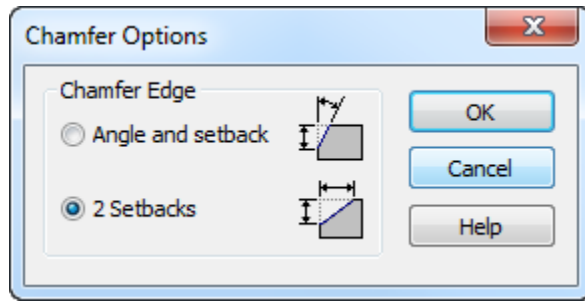 Chamfer Options
Chamfer Edge
Angle and setback
2 Setbacks
OK
Cancel
Help